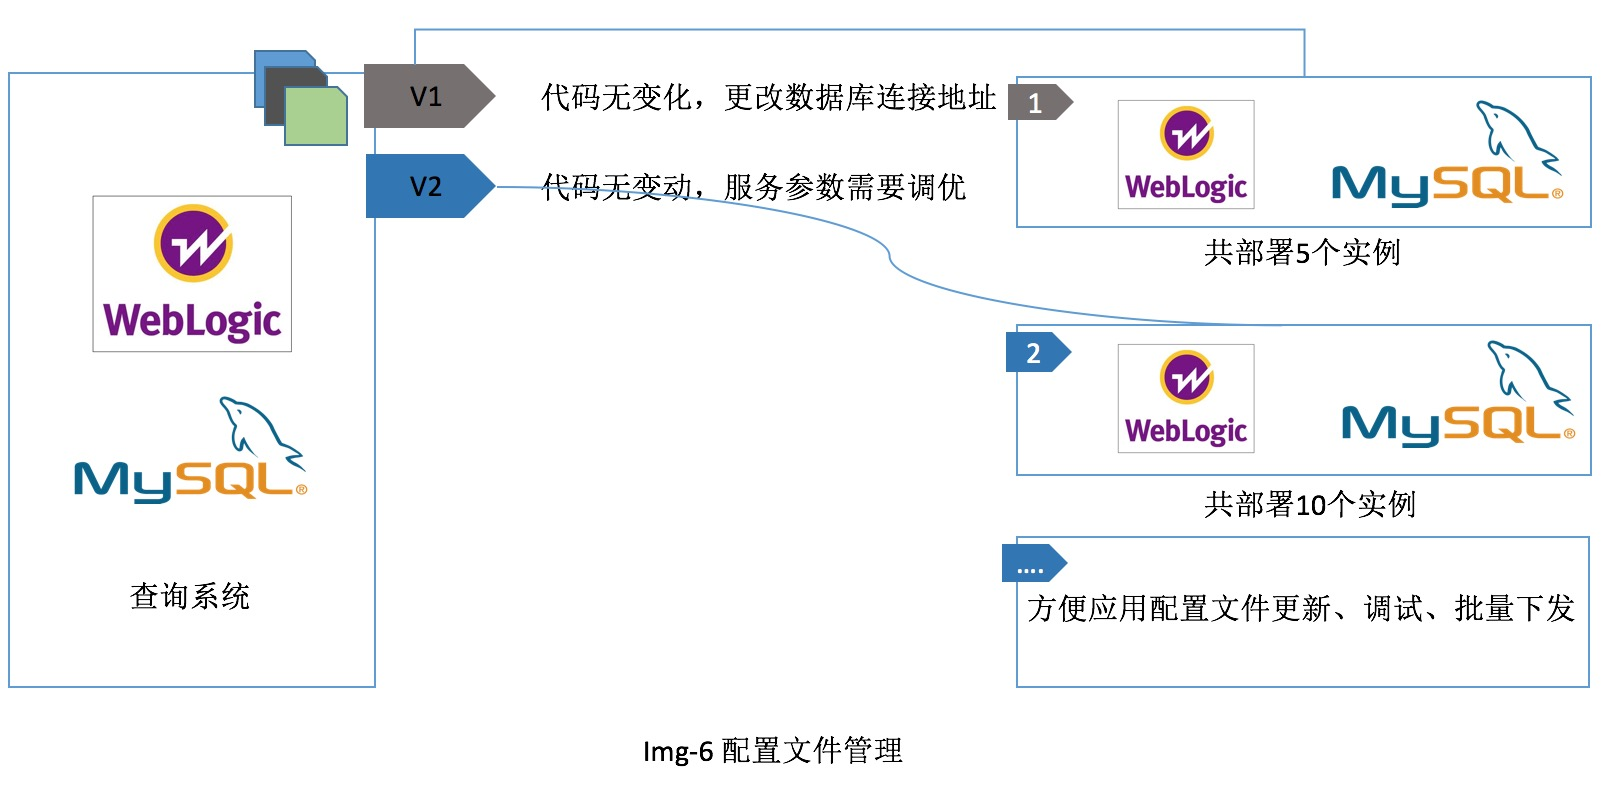 V1
代码无变化，更改数据库连接地址
V2
代码无变动，服务参数需要调优
WebLogic
MySQL®
查询系统
1
WebLogic
MySQL®
共部署5个实例
2
WebLogic
MySQL®
共部署10个实例
....
方便应用配置文件更新、调试、批量下发
Img-6 配置文件管理